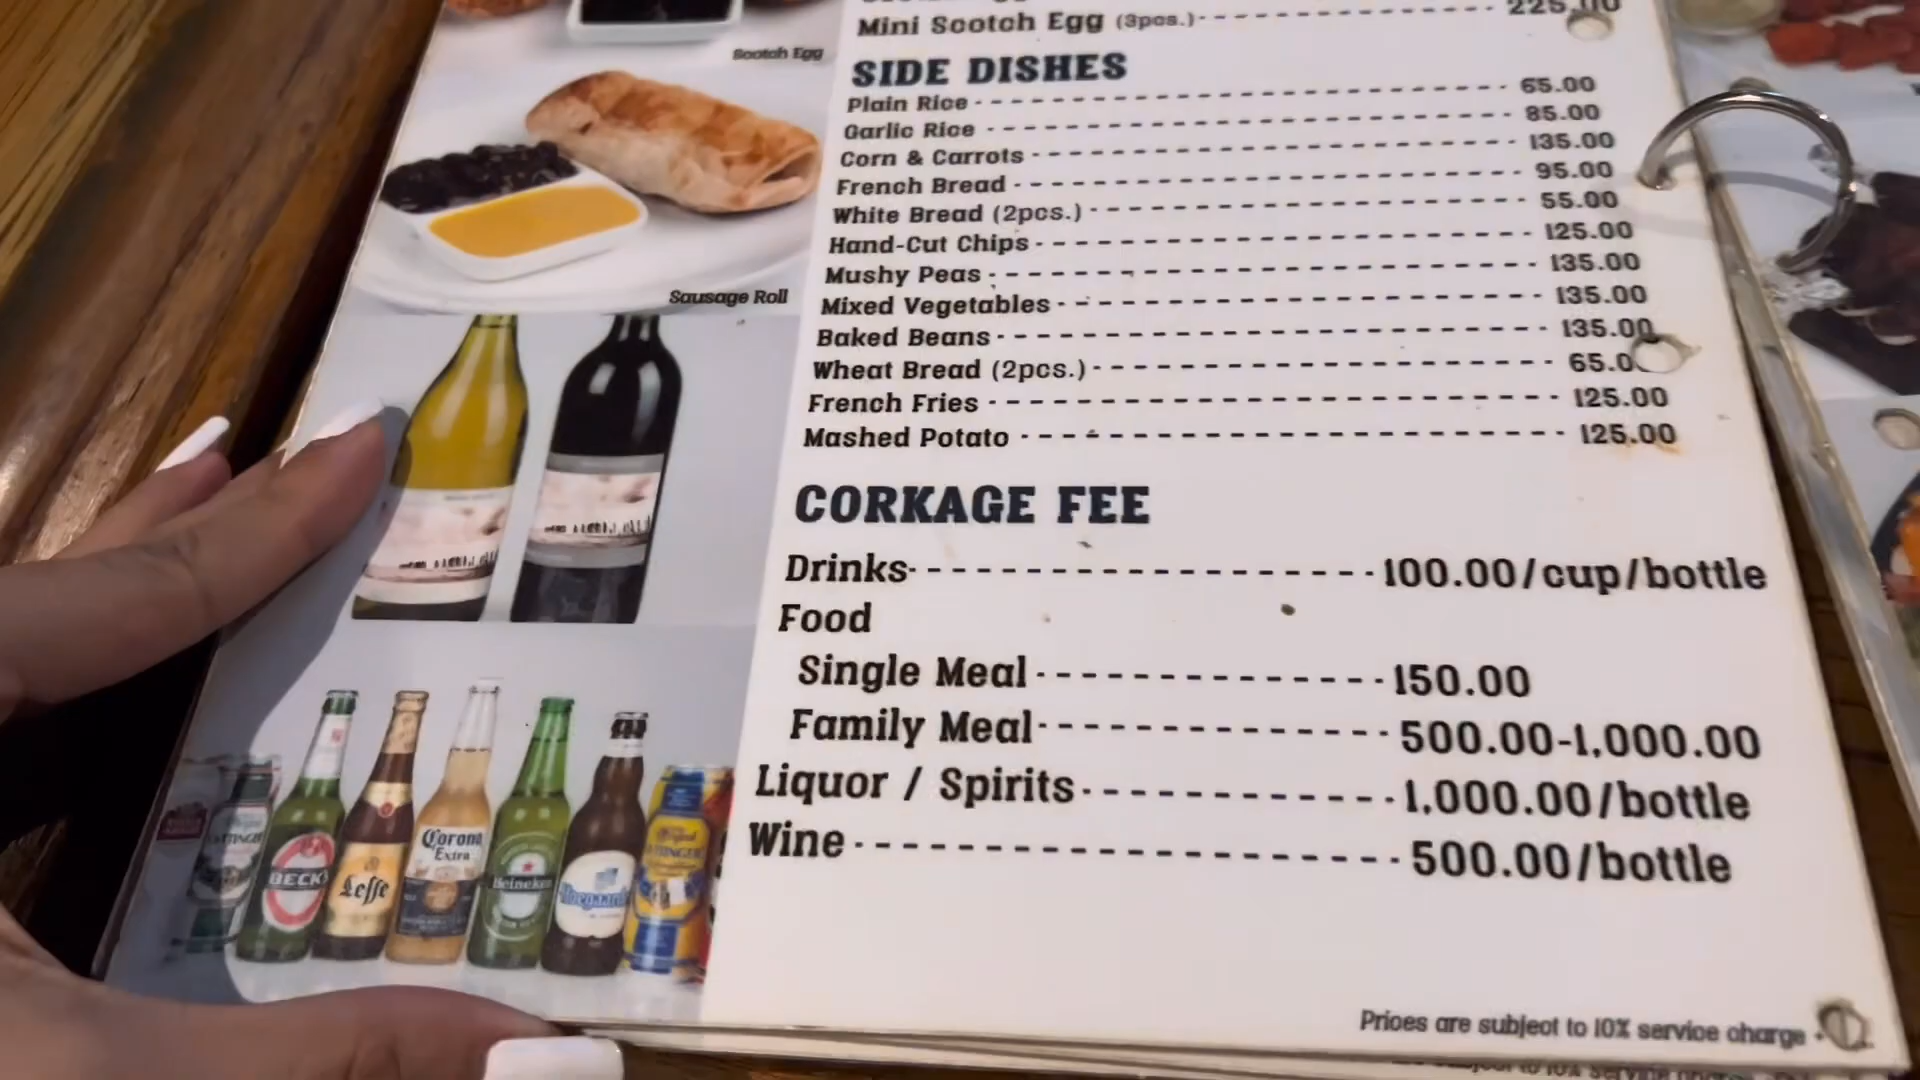 Mini Scotch Egg (3pcs.) 225.00
Scotch Egg
SIDE DISHES
Plain Rice 65.00
Garlic Rice 85.00
Corn & Carrots 135.00
French Bread 95.00
White Bread (2pcs.) 55.00
Hand-Cut Chips 125.00
Mushy Peas 135.00
Mixed Vegetables 135.00
Baked Beans 135.00
Wheat Bread (2pcs.) 65.0
French Fries 125.00
Mashed Potato 125.00
Sausage Roll
CORKAGE FEE
Drinks 100.00/cup/bottle
Food
Single Meal 150.00
Family Meal 500.00-1,000.00
Liquor / Spirits 1,000.00/bottle
Wine 500.00/bottle
BECK'S
Leffe
Corona
Extra
Heineken
Prices are subject to 10% service charge